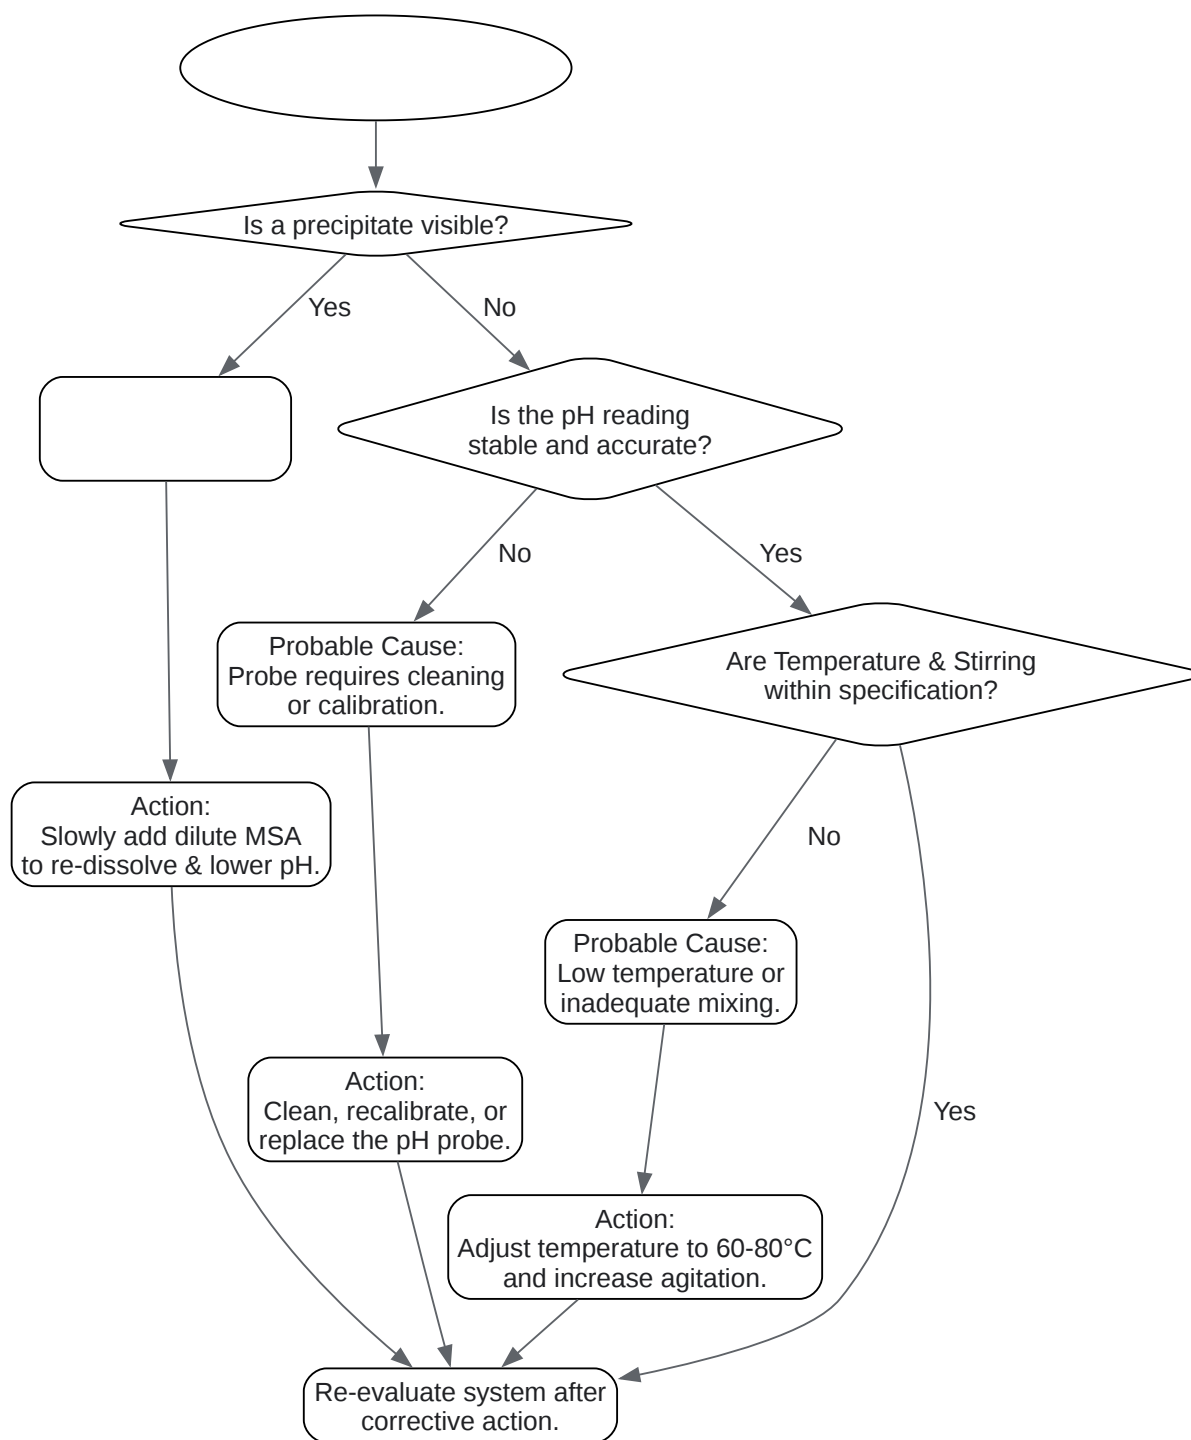 Is a precipitate visible?
Yes
No
Is the pH reading
stable and accurate?
No
Yes
Probable Cause:
Probe requires cleaning
or calibration.
Are Temperature & Stirring
within specification?
Action:
Slowly add dilute MSA
to re-dissolve & lower pH.
No
Probable Cause:
Low temperature or
inadequate mixing.
Action:
Clean, recalibrate, or
replace the pH probe.
Yes
Action:
Adjust temperature to 60-80°C
and increase agitation.
Re-evaluate system after
corrective action.